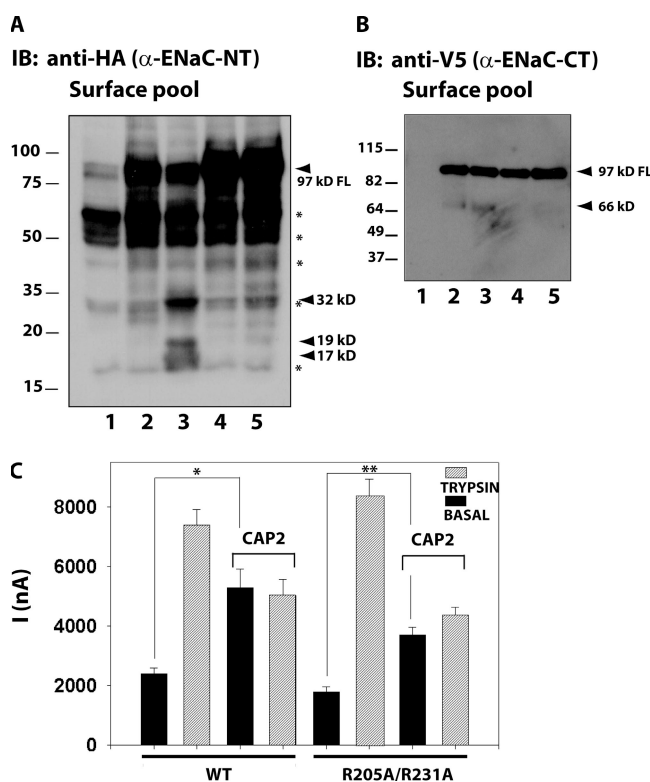 A
IB: anti-HA (α-ENaC-NT)
Surface pool
100
75
50
35
20
15
97 kD FL
*
*
*
*
32 kD
19 kD
17 kD
*
1 2 3 4 5
B
IB: anti-V5 (α-ENaC-CT)
Surface pool
115
82
64
49
37
97 kD FL
66 kD
1 2 3 4 5
C
I (nA)
8000
6000
4000
2000
0
*
CAP2
**
CAP2
TRYPSIN
BASAL
WT
R205A/R231A